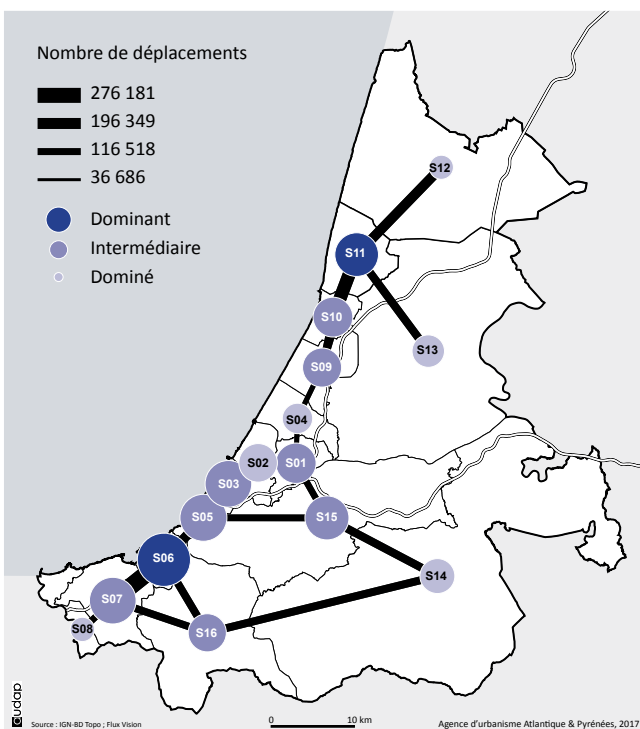 Nombre de déplacements
276 181
196 349
116 518
36 686
Dominant
Intermédiaire
Dominé
S12
S11
S10
S13
S09
S04
S02
S01
S03
S05
S15
S06
S14
S07
S08
S16
audap
Source : IGN-BD Topo ; Flux Vision
0 10 km
Agence d'urbanisme Atlantique & Pyrénées, 2017